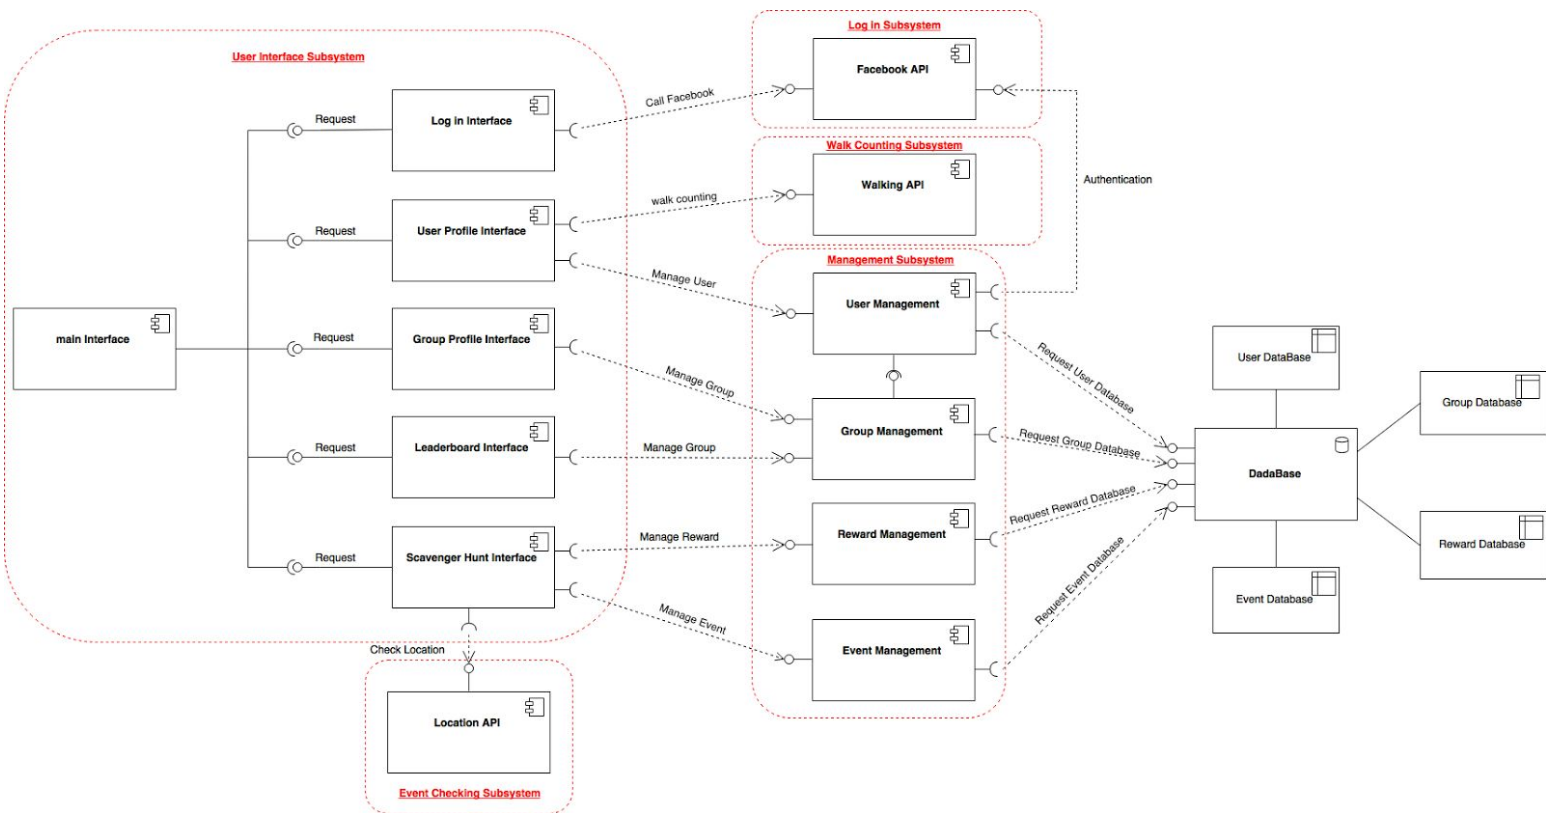 Log in Subsystem
User Interface Subsystem
Facebook API
Call Facebook
Log in Interface
Request
Walk Counting Subsystem
Authentication
Walking API
walk counting
User Profile Interface
Request
Management Subsystem
Manage User
User Management
main Interface
Group Profile Interface
Request
Request User Database
User DataBase
Manage Group
Group Database
Group Management
Request Group Database
Leaderboard Interface
Request
Manage Group
DadaBase
Request Reward Database
Reward Management
Manage Reward
Scavenger Hunt Interface
Request
Reward Database
Request Event Database
Event Database
Manage Event
Check Location
Event Management
Location API
Event Checking Subsystem